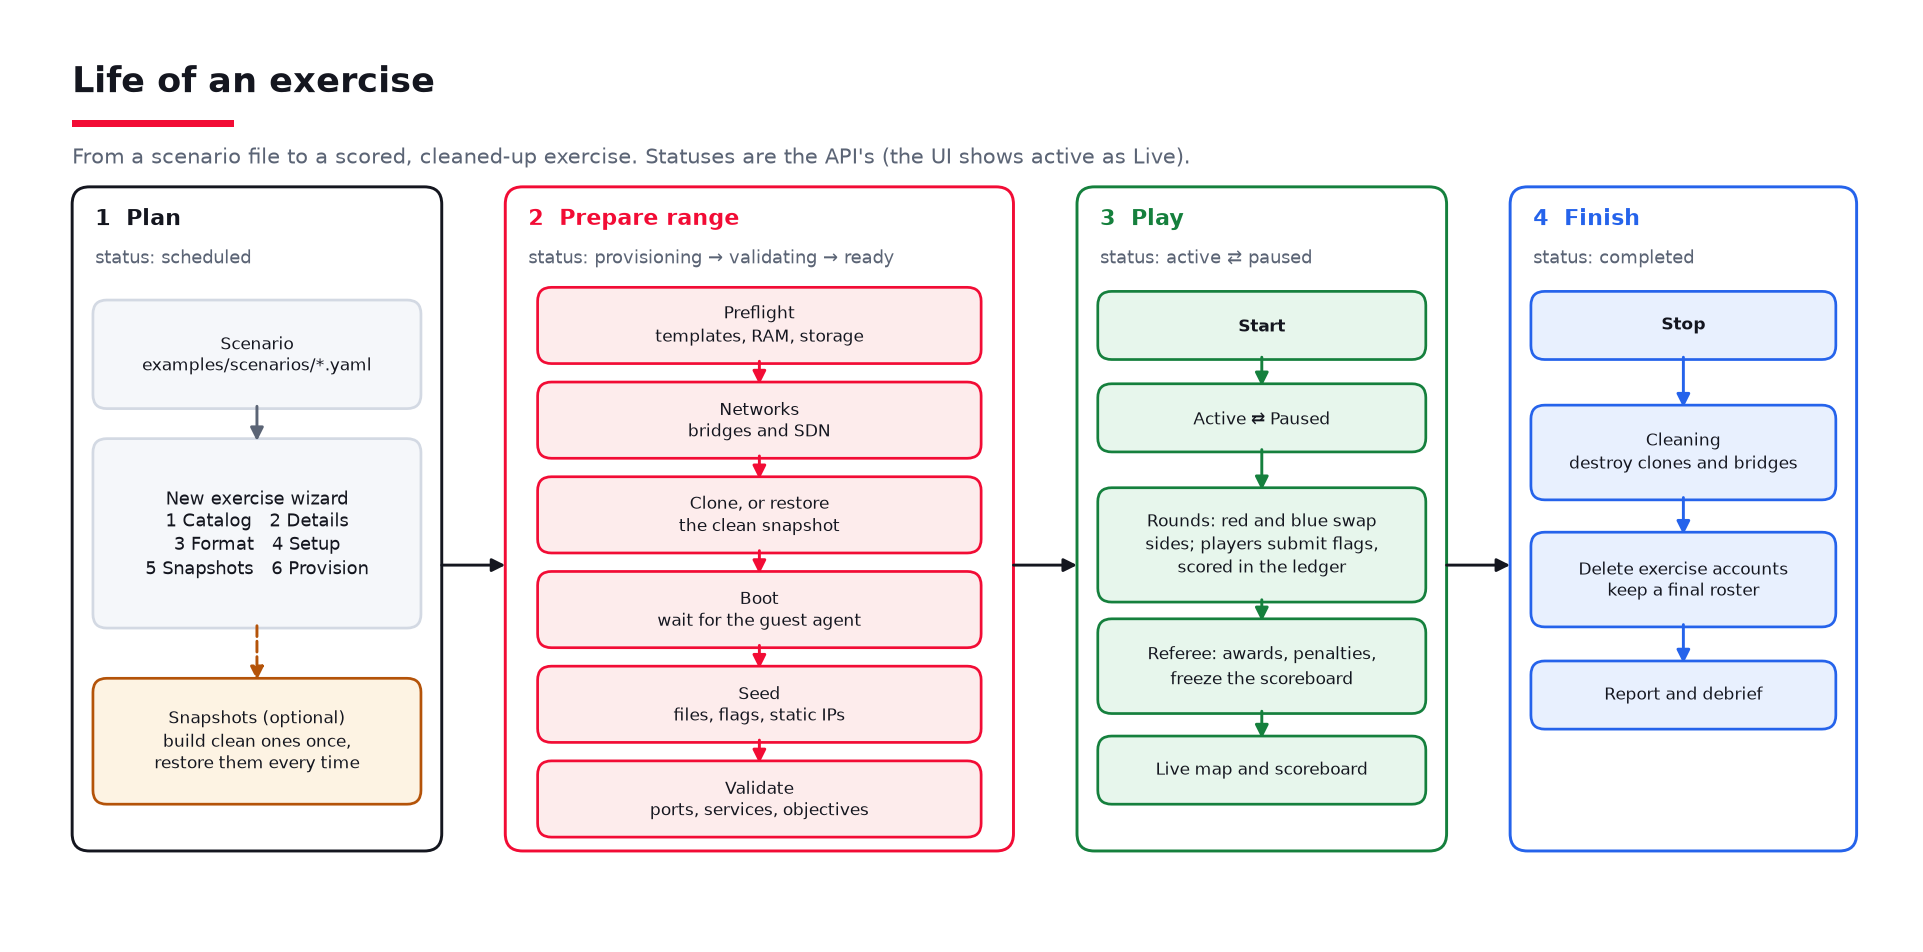 Life of an exercise
From a scenario file to a scored, cleaned-up exercise. Statuses are the API's (the UI shows active as Live).
1  Plan
status: scheduled
Scenario
examples/scenarios/*.yaml
New exercise wizard
1 Catalog   2 Details
3 Format   4 Setup
5 Snapshots   6 Provision
Snapshots (optional)
build clean ones once,
restore them every time
2  Prepare range
status: provisioning → validating → ready
Preflight
templates, RAM, storage
Networks
bridges and SDN
Clone, or restore
the clean snapshot
Boot
wait for the guest agent
Seed
files, flags, static IPs
Validate
ports, services, objectives
3  Play
status: active ⇄ paused
Start
Active ⇄ Paused
Rounds: red and blue swap
sides; players submit flags,
scored in the ledger
Referee: awards, penalties,
freeze the scoreboard
Live map and scoreboard
4  Finish
status: completed
Stop
Cleaning
destroy clones and bridges
Delete exercise accounts
keep a final roster
Report and debrief